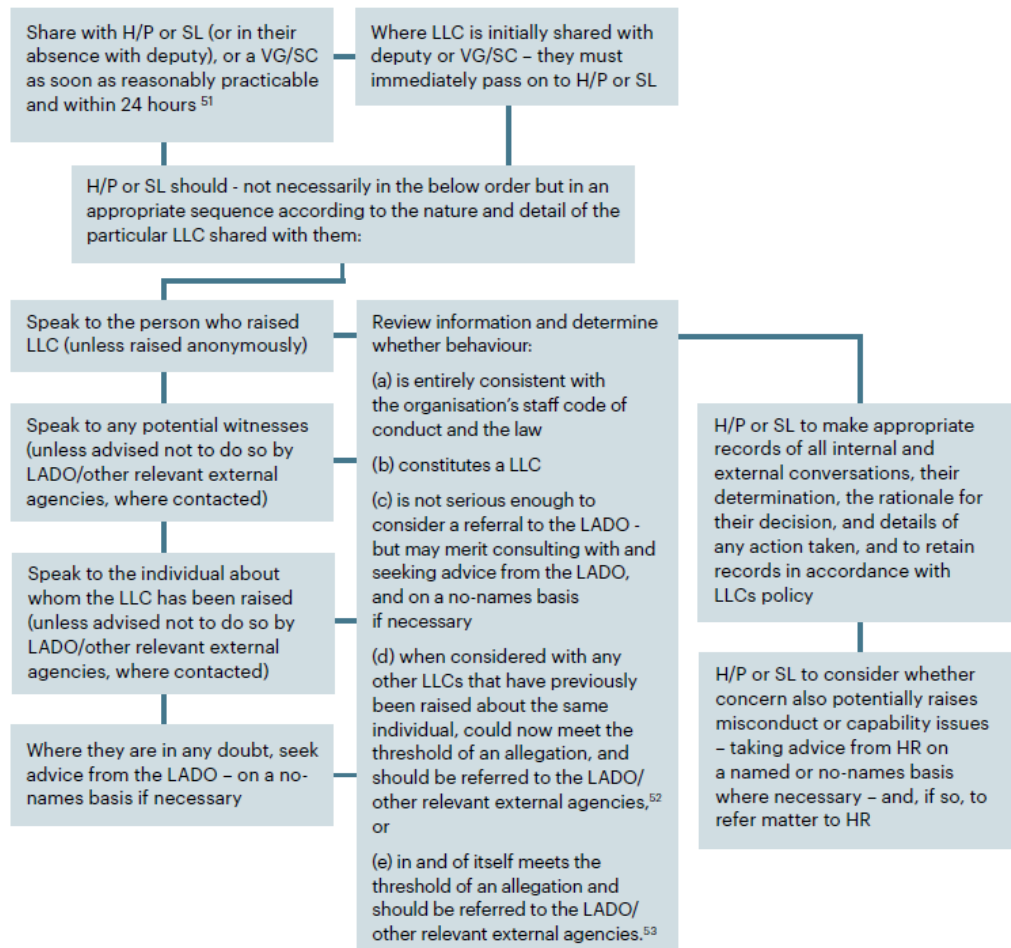 Share with H/P or SL (or in their
absence with deputy), or a VG/SC
as soon as reasonably practicable
and within 24 hours 51
Where LLC is initially shared with
deputy or VG/SC – they must
immediately pass on to H/P or SL
H/P or SL should - not necessarily in the below order but in an
appropriate sequence according to the nature and detail of the
particular LLC shared with them:
Speak to the person who raised
LLC (unless raised anonymously)
Speak to any potential witnesses
(unless advised not to do so by
LADO/other relevant external
agencies, where contacted)
Speak to the individual about
whom the LLC has been raised
(unless advised not to do so by
LADO/other relevant external
agencies, where contacted)
Where they are in any doubt, seek
advice from the LADO – on a no-
names basis if necessary
Review information and determine
whether behaviour:
(a) is entirely consistent with
the organisation’s staff code of
conduct and the law
(b) constitutes a LLC
(c) is not serious enough to
consider a referral to the LADO -
but may merit consulting with and
seeking advice from the LADO,
and on a no-names basis
if necessary
(d) when considered with any
other LLCs that have previously
been raised about the same
individual, could now meet the
threshold of an allegation, and
should be referred to the LADO/
other relevant external agencies,52
or
(e) in and of itself meets the
threshold of an allegation and
should be referred to the LADO/
other relevant external agencies.53
H/P or SL to make appropriate
records of all internal and
external conversations, their
determination, the rationale for
their decision, and details of
any action taken, and to retain
records in accordance with
LLCs policy
H/P or SL to consider whether
concern also potentially raises
misconduct or capability issues
– taking advice from HR on
a named or no-names basis
where necessary – and, if so, to
refer matter to HR